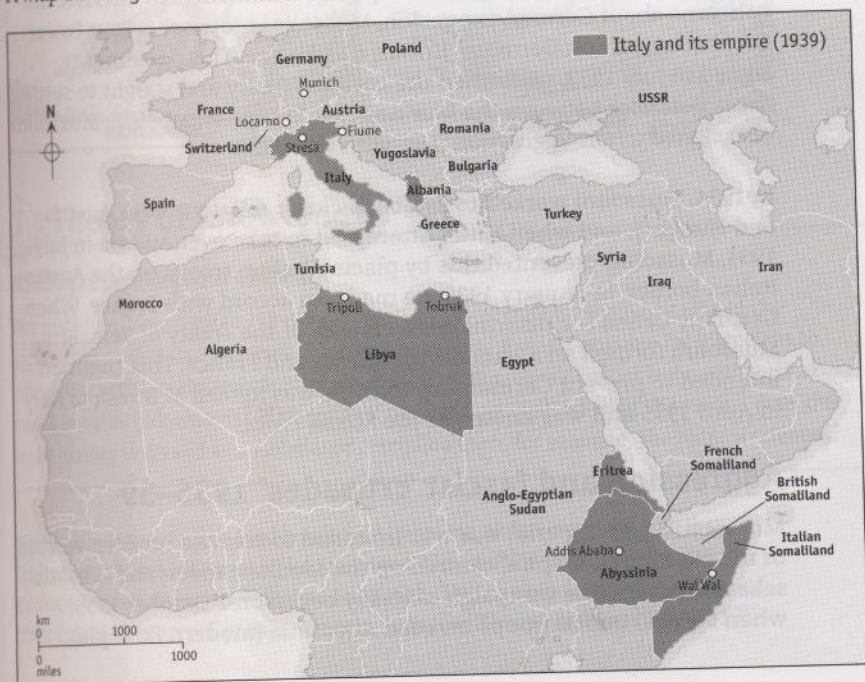 Italy and its empire (1939)
Germany
Poland
Munich
USSR
France
Austria
N
Locarno
Fiume
Switzerland
Stresa
Romania
Yugoslavia
Bulgaria
Italy
Albania
Spain
Greece
Turkey
Tunisia
Syria
Iraq
Iran
Morocco
Tripoli
Tobruk
Algeria
Libya
Egypt
Eritrea
French
Somaliland
Anglo-Egyptian
Sudan
British
Somaliland
Italian
Somaliland
Addis Ababa
Abyssinia
Wal Wal
km
0
1000
0
1000
miles